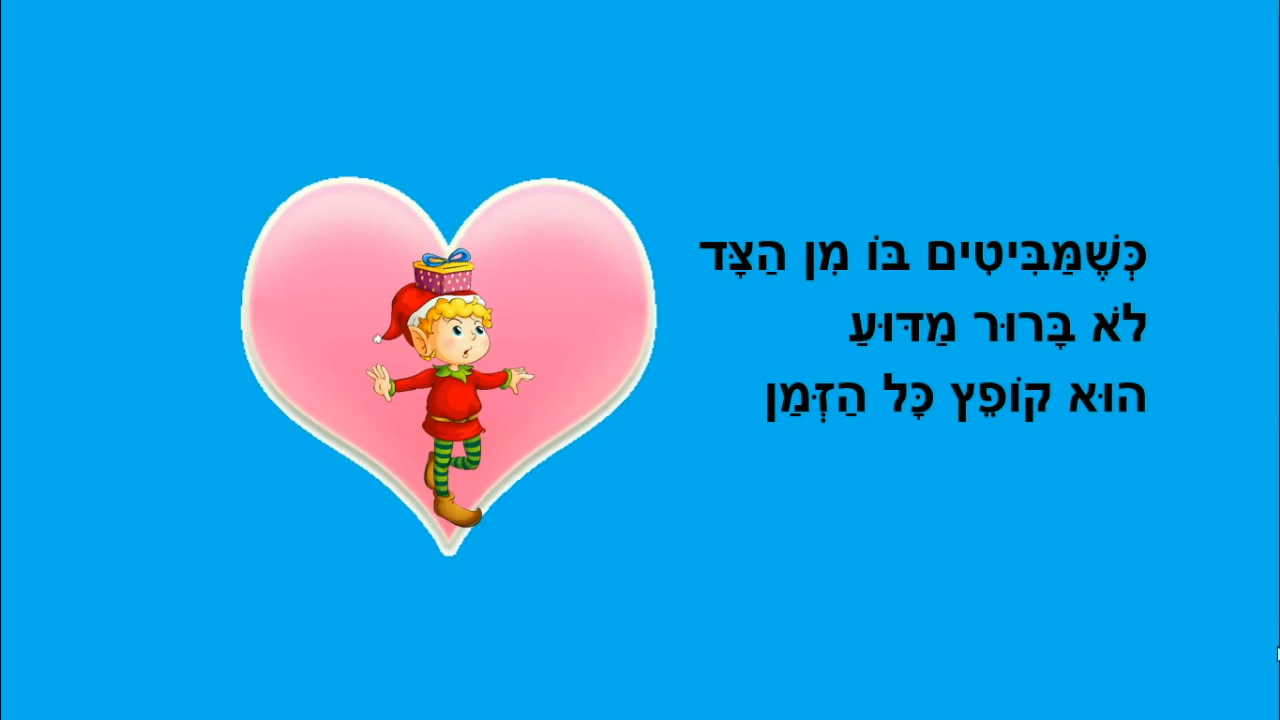 כְּשֶׁמַּבִּיטִים בּוֹ מִן הַצָּד
לֹא בָּרוּר מַדּוּעַ
הוּא קוֹפֵץ כָּל הַזְּמַן